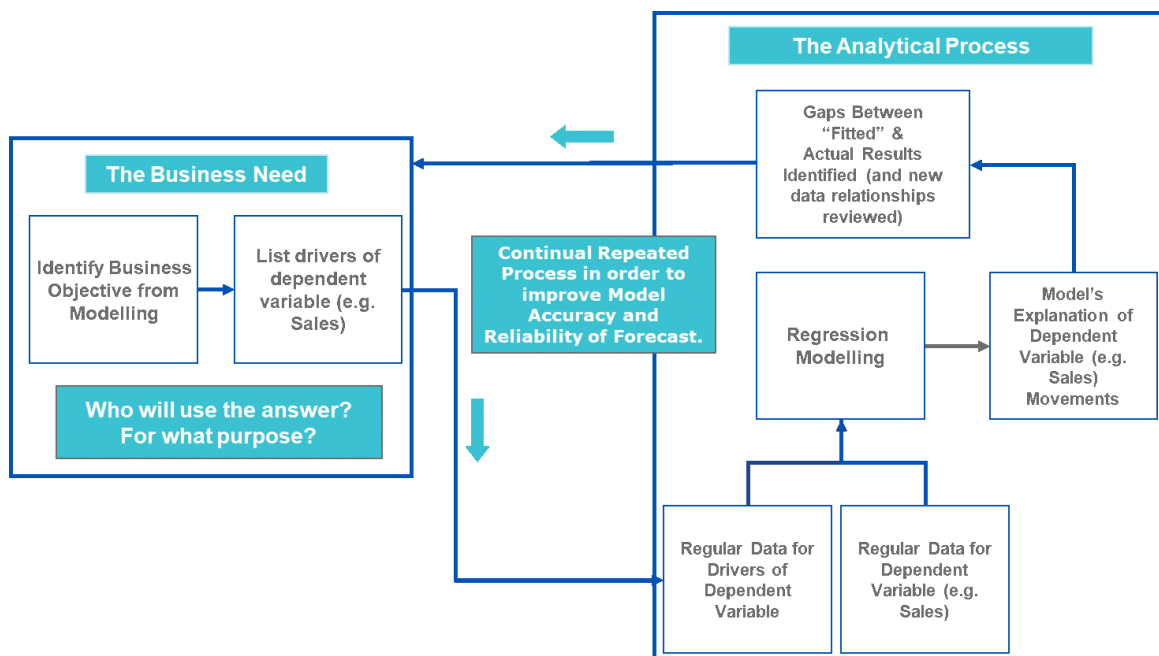 The Analytical Process
Gaps Between
“Fitted” &
Actual Results
Identified (and new
data relationships
reviewed)
The Business Need
Identify Business
Objective from
Modelling
List drivers of
dependent
variable (e.g.
Sales)
Who will use the answer?
For what purpose?
Continual Repeated
Process in order to
improve Model
Accuracy and
Reliability of Forecast.
Regression
Modelling
Model’s
Explanation of
Dependent
Variable (e.g.
Sales)
Movements
Regular Data for
Drivers of
Dependent
Variable
Regular Data for
Dependent
Variable (e.g.
Sales)